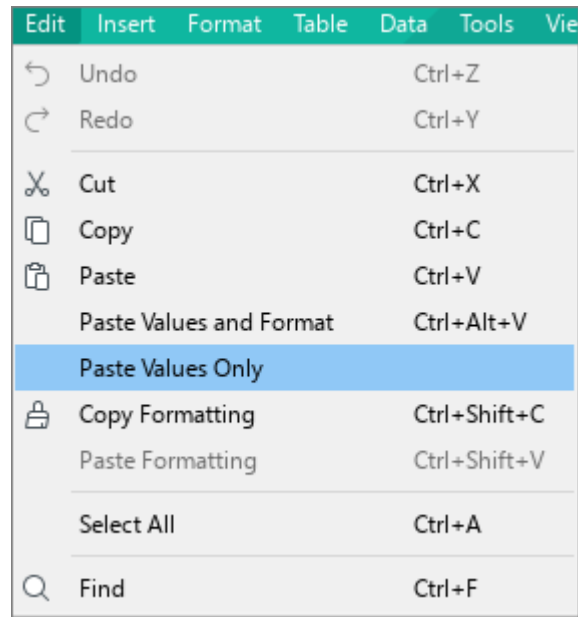 Edit Insert Format Table Data Tools Vie
Undo Ctrl+Z
Redo Ctrl+Y
Cut Ctrl+X
Copy Ctrl+C
Paste Ctrl+V
Paste Values and Format Ctrl+Alt+V
Paste Values Only
Copy Formatting Ctrl+Shift+C
Paste Formatting Ctrl+Shift+V
Select All Ctrl+A
Find Ctrl+F